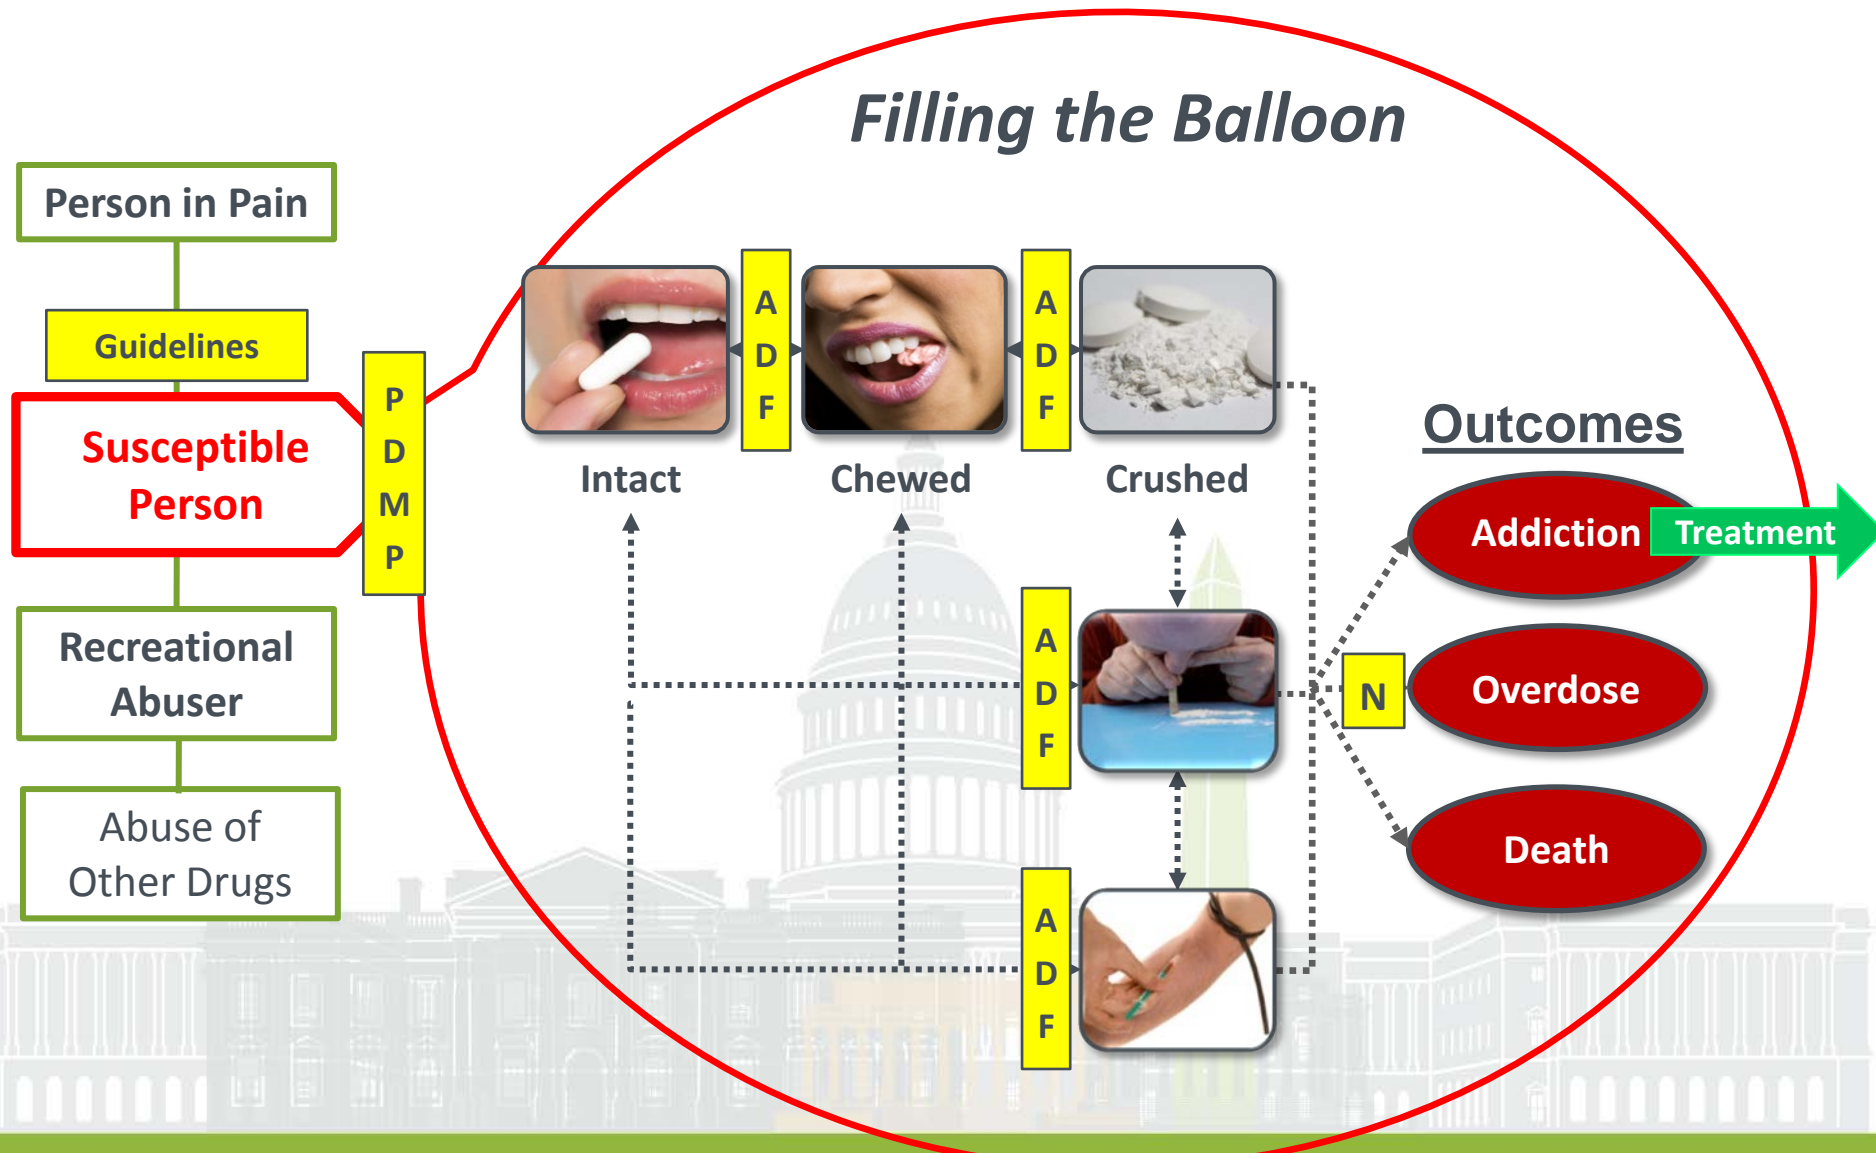 Filling the Balloon
Person in Pain
Guidelines
Susceptible
Person
Recreational
Abuser
Abuse of
Other Drugs
P
D
M
P
A
D
F
A
D
F
Intact
Chewed
Crushed
A
D
F
A
D
F
N
Outcomes
Addiction
Treatment
Overdose
Death